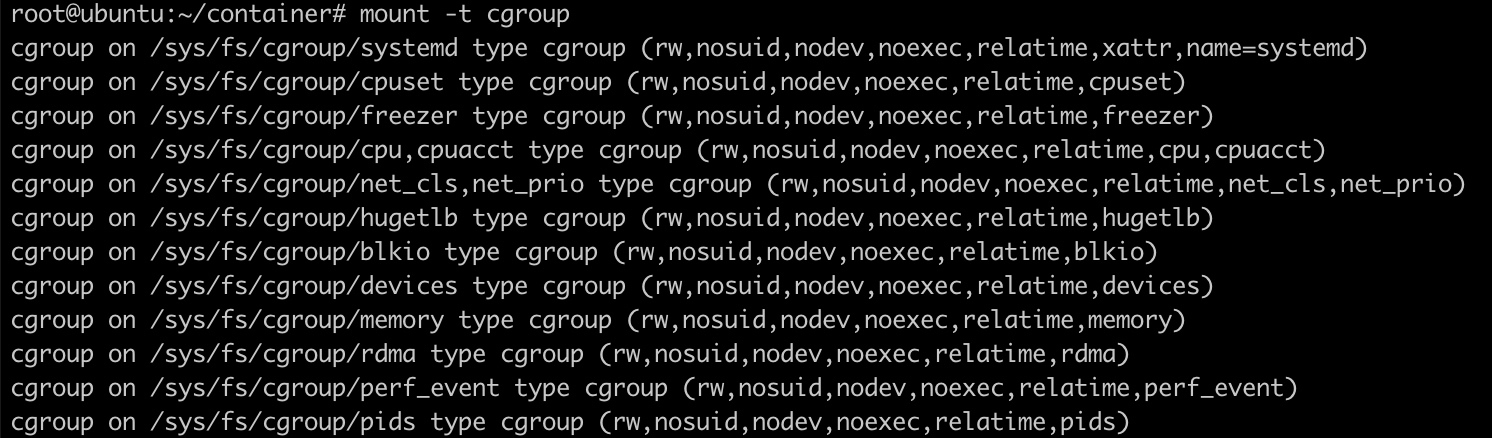 root@ubuntu:~/container# mount -t cgroup
cgroup on /sys/fs/cgroup/systemd type cgroup (rw,nosuid,nodev,noexec,relatime,xattr,name=systemd)
cgroup on /sys/fs/cgroup/cpuset type cgroup (rw,nosuid,nodev,noexec,relatime,cpuset)
cgroup on /sys/fs/cgroup/freezer type cgroup (rw,nosuid,nodev,noexec,relatime,freezer)
cgroup on /sys/fs/cgroup/cpu,cpuacct type cgroup (rw,nosuid,nodev,noexec,relatime,cpu,cpuacct)
cgroup on /sys/fs/cgroup/net_cls,net_prio type cgroup (rw,nosuid,nodev,noexec,relatime,net_cls,net_prio)
cgroup on /sys/fs/cgroup/hugetlb type cgroup (rw,nosuid,nodev,noexec,relatime,hugetlb)
cgroup on /sys/fs/cgroup/blkio type cgroup (rw,nosuid,nodev,noexec,relatime,blkio)
cgroup on /sys/fs/cgroup/devices type cgroup (rw,nosuid,nodev,noexec,relatime,devices)
cgroup on /sys/fs/cgroup/memory type cgroup (rw,nosuid,nodev,noexec,relatime,memory)
cgroup on /sys/fs/cgroup/rdma type cgroup (rw,nosuid,nodev,noexec,relatime,rdma)
cgroup on /sys/fs/cgroup/perf_event type cgroup (rw,nosuid,nodev,noexec,relatime,perf_event)
cgroup on /sys/fs/cgroup/pids type cgroup (rw,nosuid,nodev,noexec,relatime,pids)